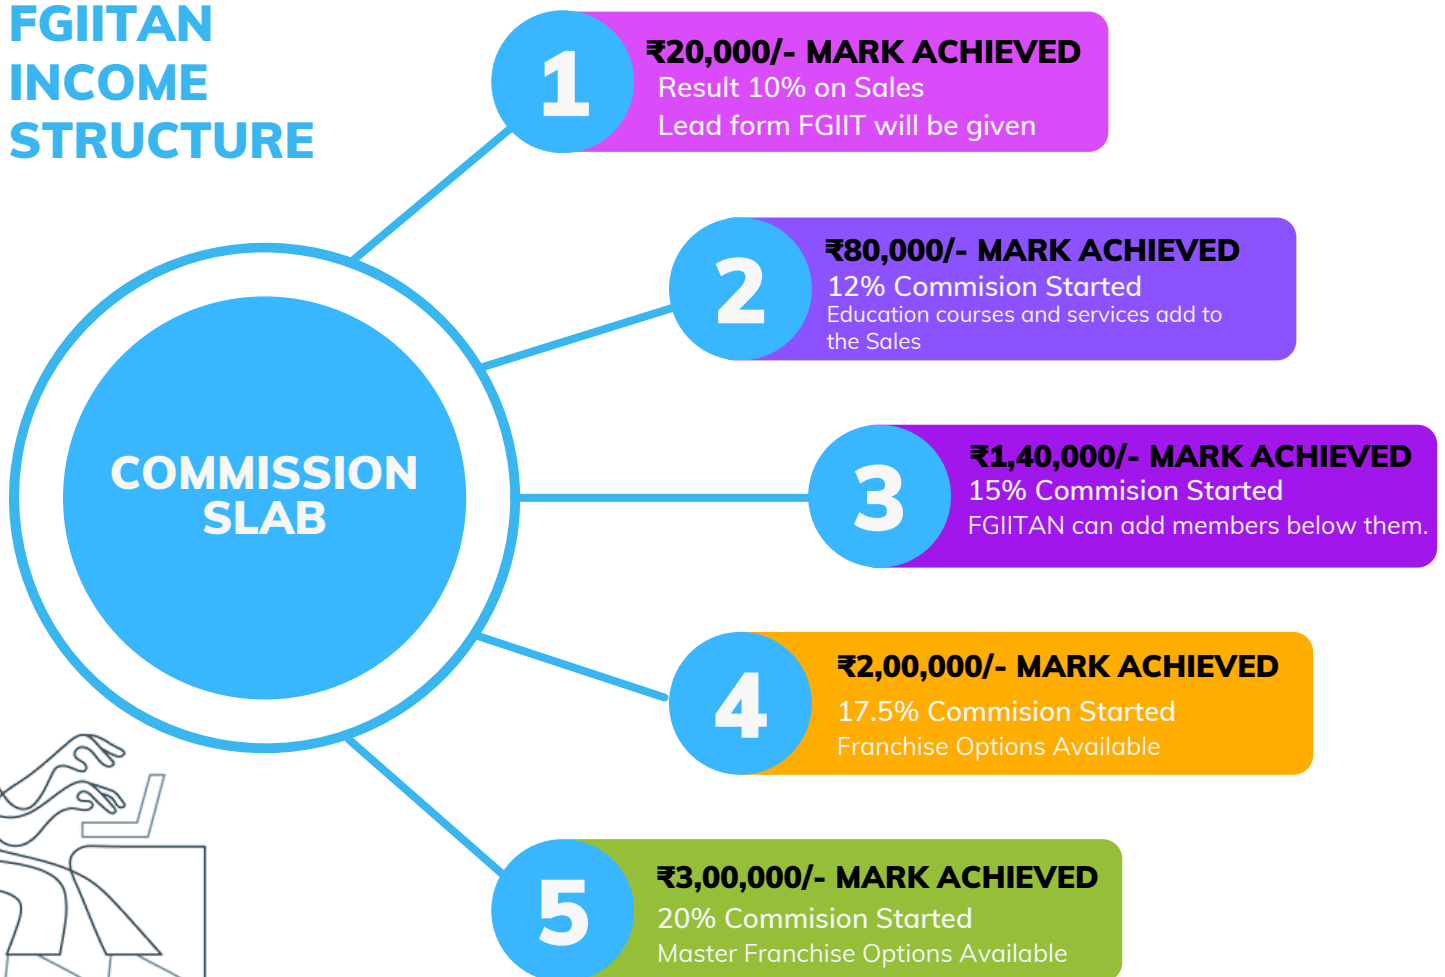 FGIITAN
INCOME
STRUCTURE
1
₹20,000/- MARK ACHIEVED
Result 10% on Sales
Lead form FGIIT will be given
2
₹80,000/- MARK ACHIEVED
12% Commision Started
Education courses and services add to
the Sales
COMMISSION
SLAB
3
₹1,40,000/- MARK ACHIEVED
15% Commision Started
FGIITAN can add members below them.
4
₹2,00,000/- MARK ACHIEVED
17.5% Commision Started
Franchise Options Available
5
₹3,00,000/- MARK ACHIEVED
20% Commision Started
Master Franchise Options Available